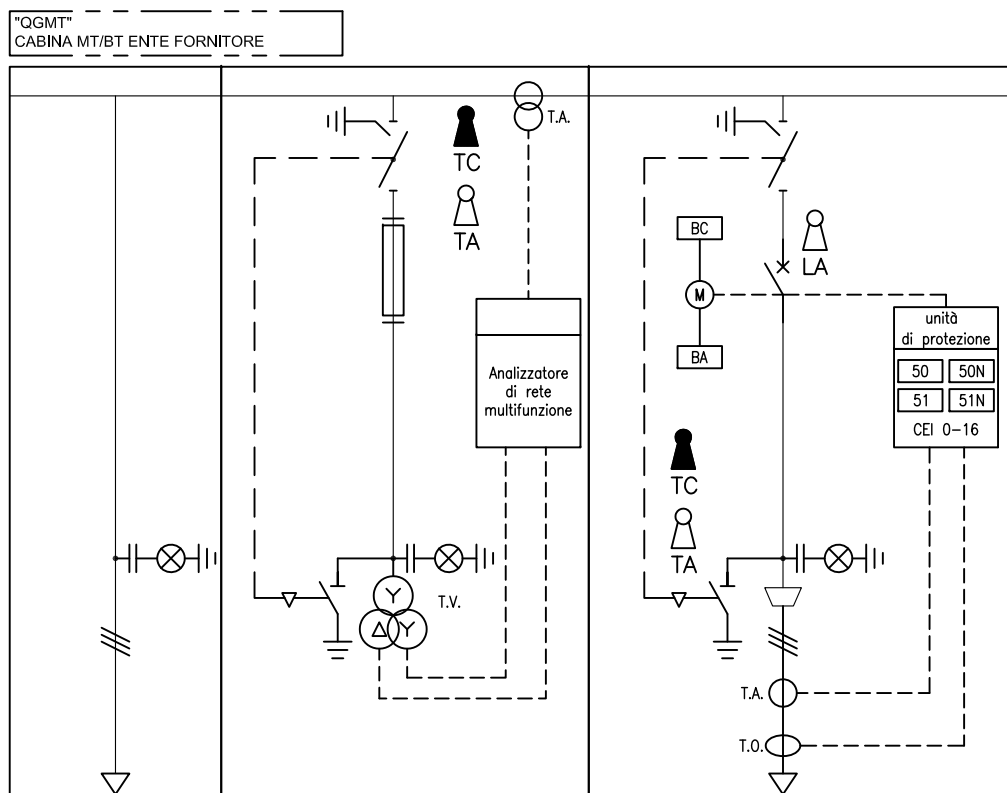 "QGMT"
CABINA MT/BT ENTE FORNITORE
T.A.
TC
TA
Analizzatore
di rete
multifunzione
T.V.
BC
M
BA
LA
unità
di protezione
50 50N
51 51N
CEI 0-16
TC
TA
T.A.
T.O.